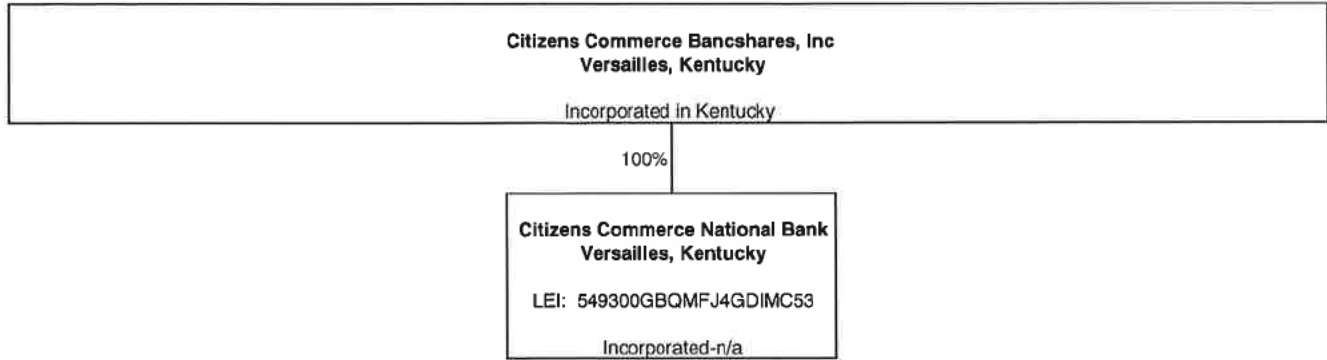 Citizens Commerce Bancshares, Inc
Versailles, Kentucky
Incorporated in Kentucky
100%
Citizens Commerce National Bank
Versailles, Kentucky
LEI: 549300GBQMFJ4GDIMC53
Incorporated-n/a